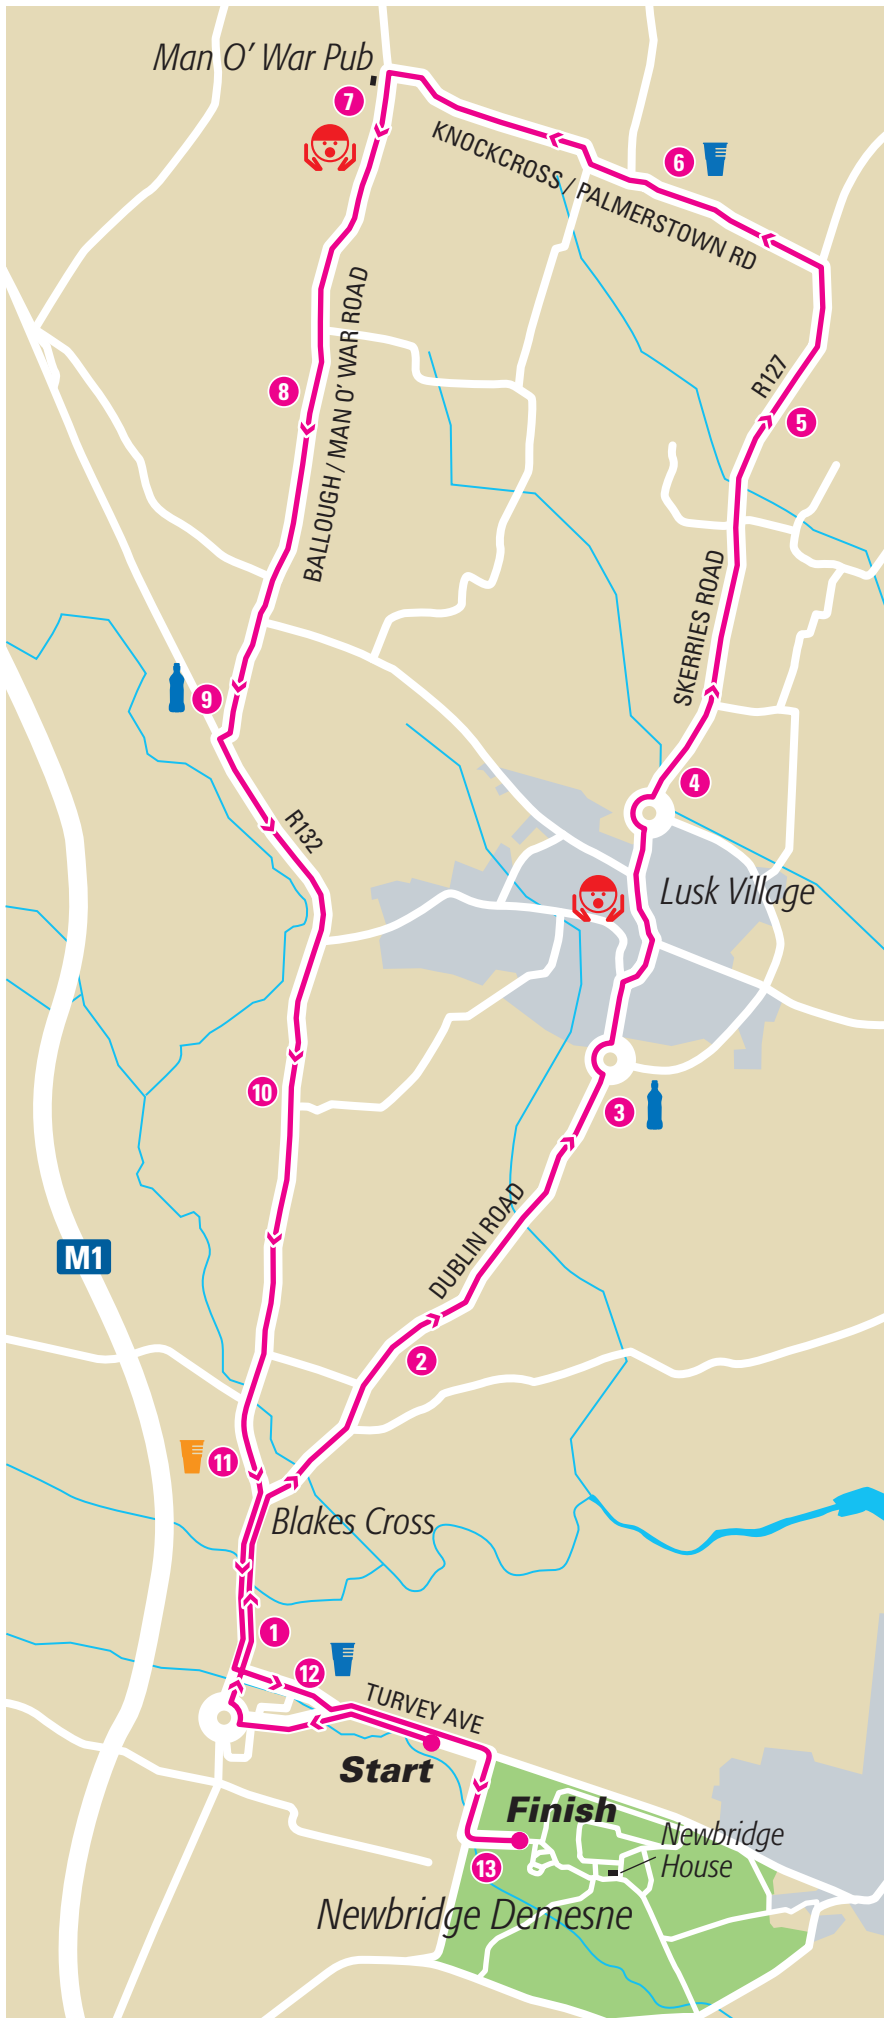 Man O’ War Pub
7
KNOCKCROSS / PALMERSTOWN RD
6
BALLOUGH / MAN O’ WAR ROAD
8
R127
5
SKERRIES ROAD
9
4
R132
Lusk Village
10
3
DUBLIN ROAD
M1
2
11
Blakes Cross
1
12
TURVEY AVE
Start
Finish
Newbridge
House
13
Newbridge Demesne